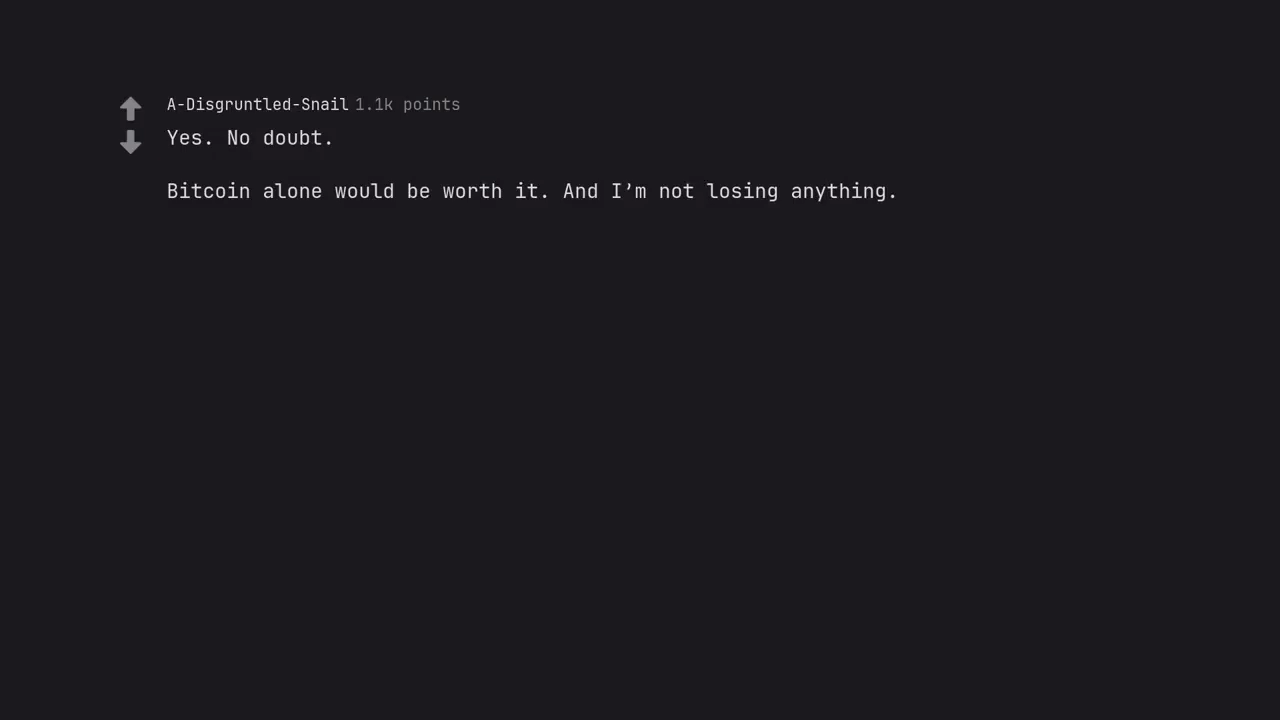 A-Disgruntled-Snail 1.1k points
Yes. No doubt.
Bitcoin alone would be worth it. And I’m not losing anything.